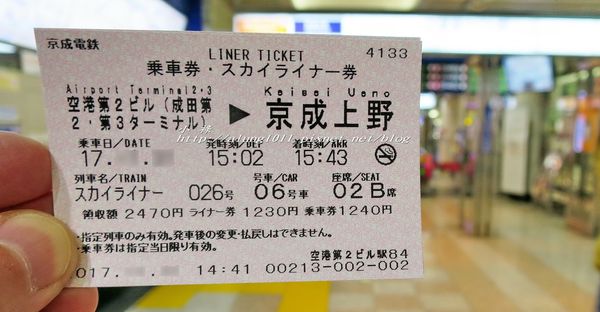 京成電鉄
LINER TICKET 4133
乗車券・スカイライナー券
Airport Terminal2・3 Keisei Ueno
空港第2ビル(成田第2・第3ターミナル) ▶ 京成上野
乗車日/DATE 発時刻/DEP 着時刻/ARR
17. 15:02 15:43
列車名/TRAIN 号車/CAR 座席/SEAT
スカイライナー 026号 06号車 02B席
領収額 2470円 ライナー券 1230円 乗車券 1240円
・指定列車のみ有効。発車後の変更・払戻しはできません。
・乗車券は指定当日限り有効。
空港第2ビル駅84
017. 14:41 00213-002-002